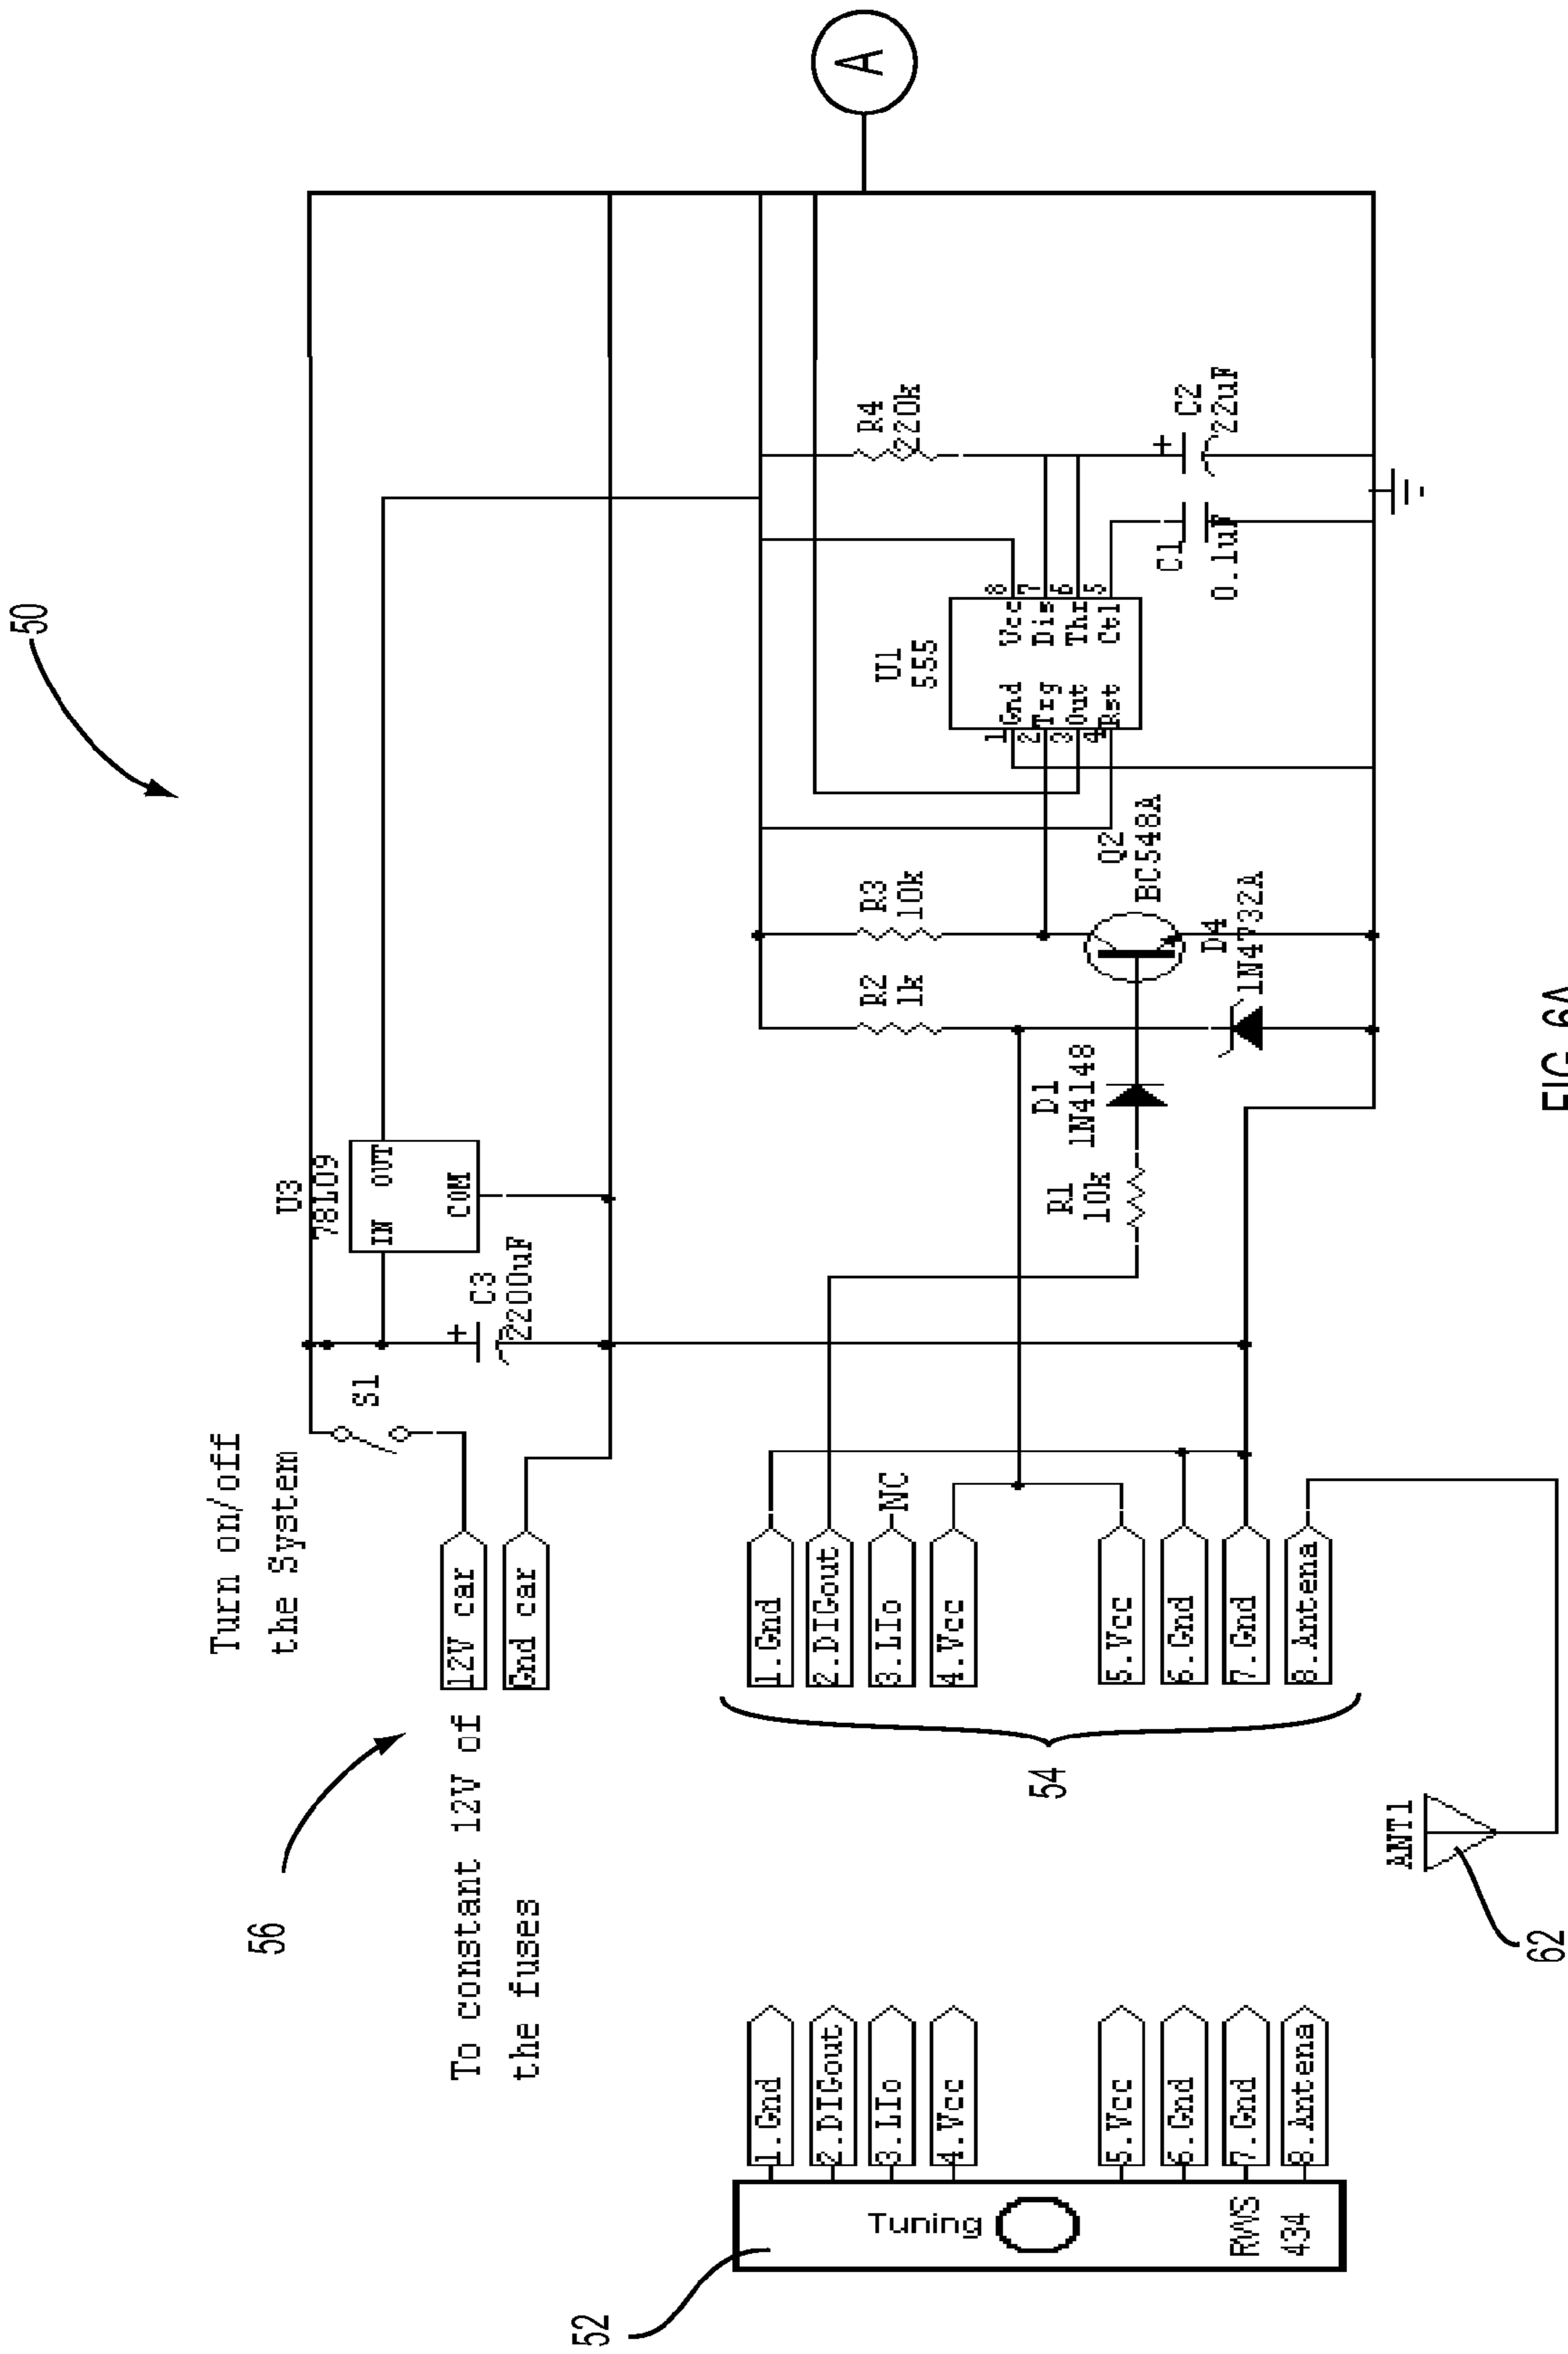 50
A
Turn on/off
the System
S1
56
12V car
Gnd car
To constant 12V of
the fuses
U3
78L09
IN OUT
COM
C3
2200uF
+
R4
220k
C2
22uF
+
C1
0.1uF
U1
555
1 Gnd Vcc 8
2 Trg Dis 7
3 Out Thr 6
4 Rst Ctl 5
R3
10k
R2
1k
Q2
BC548A
D4
1N4732A
D1
1N4148
R1
10k
1.Gnd
2.DIGout
3.LIo
NC
4.Vcc
5.Vcc
6.Gnd
7.Gnd
8.Antena
54
ANT1
62
1.Gnd
2.DIGout
3.LIo
4.Vcc
5.Vcc
6.Gnd
7.Gnd
8.Antena
Tuning
RWS
434
52
FIG 6A